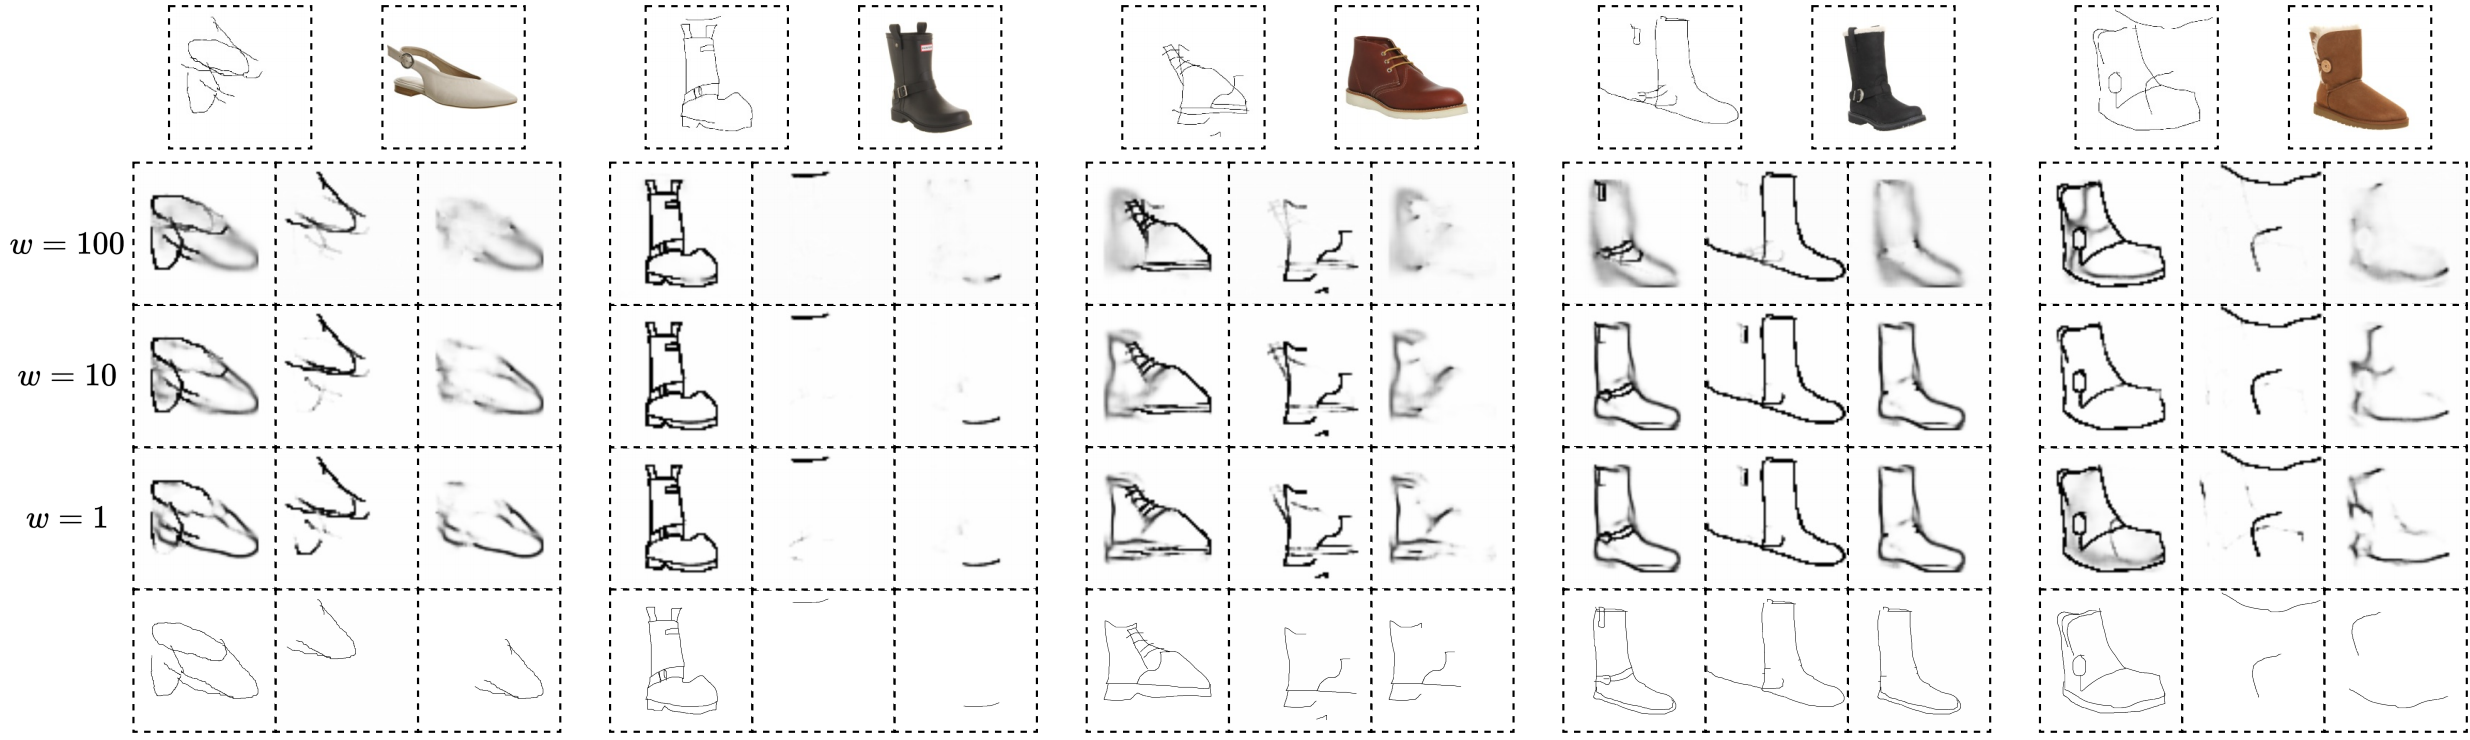 w = 100
w = 10
w = 1